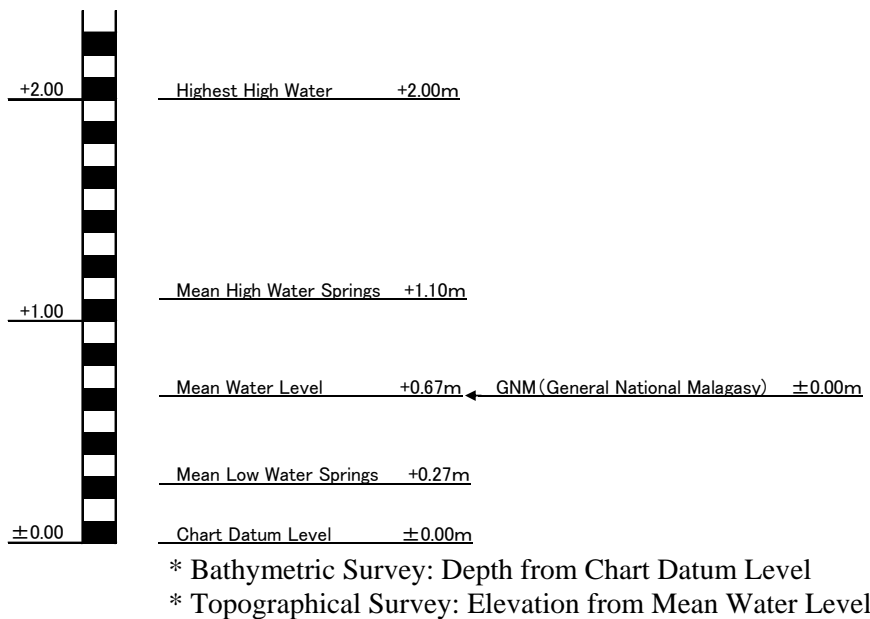 +2.00 Highest High Water +2.00m
Mean High Water Springs +1.10m
+1.00
Mean Water Level +0.67m GNM(General National Malagasy) ±0.00m
Mean Low Water Springs +0.27m
±0.00 Chart Datum Level ±0.00m
* Bathymetric Survey: Depth from Chart Datum Level
* Topographical Survey: Elevation from Mean Water Level